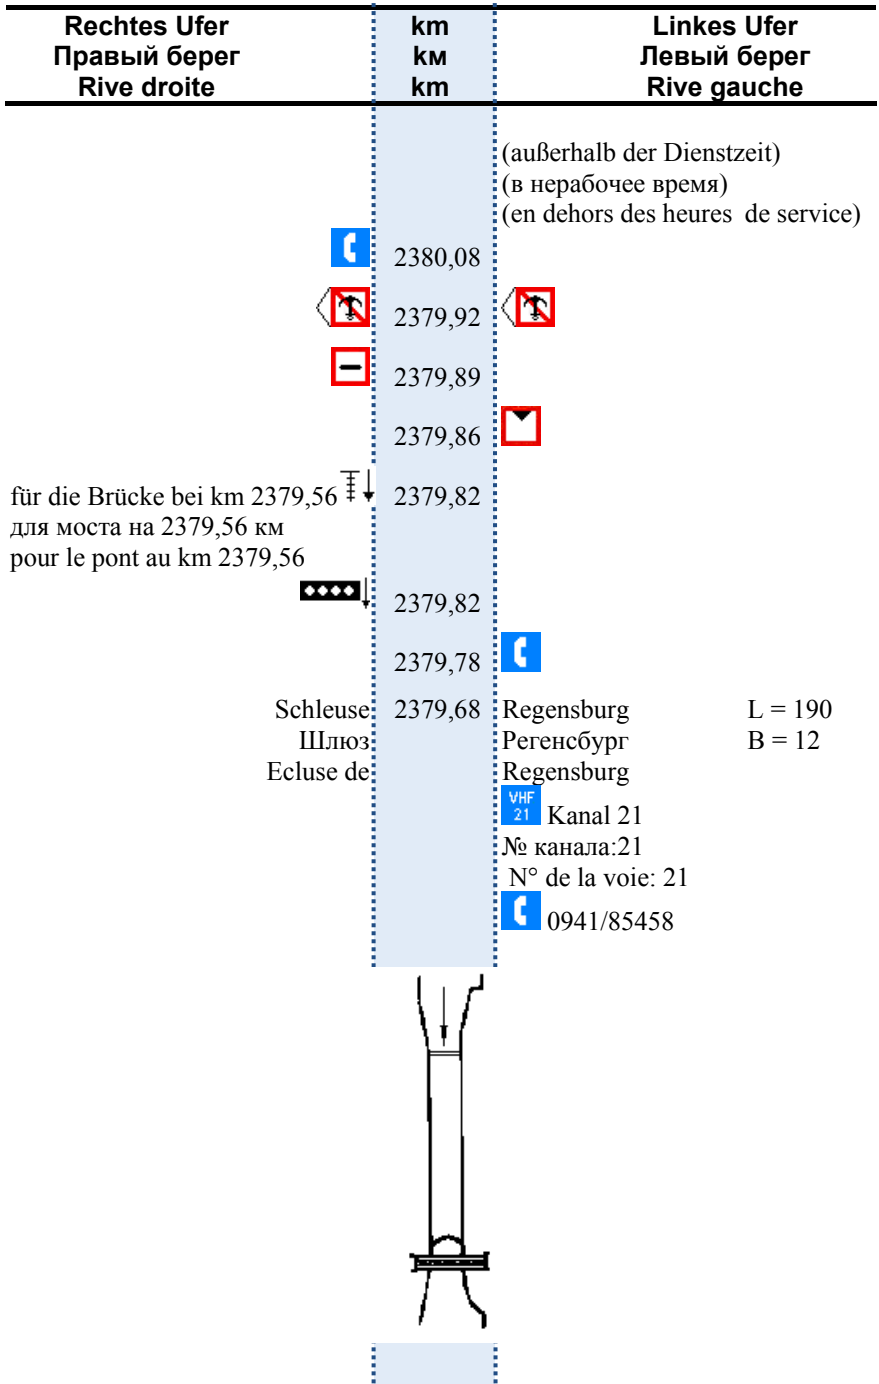 Rechtes Ufer km Linkes Ufer
Правый берег км Левый берег
Rive droite km Rive gauche
(außerhalb der Dienstzeit)
(в нерабочее время)
(en dehors des heures de service)
2380,08
2379,92
2379,89
2379,86
für die Brücke bei km 2379,56 2379,82
для моста на 2379,56 км
pour le pont au km 2379,56
2379,82
2379,78
Schleuse 2379,68 Regensburg L = 190
Шлюз Регенсбург B = 12
Ecluse de Regensburg
VHF
21 Kanal 21
№ канала:21
N° de la voie: 21
0941/85458